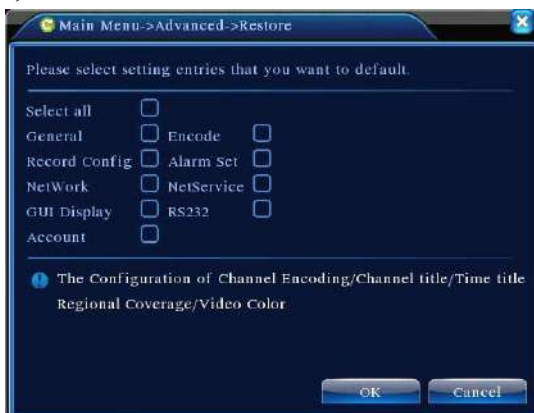 Main Menu->Advanced->Restore
Please select setting entries that you want to default.
Select all
General Encode
Record Config Alarm Set
NetWork NetService
GUI Display RS232
Account
The Configuration of Channel Encoding/Channel title/Time title
Regional Coverage/Video Color
OK Cancel